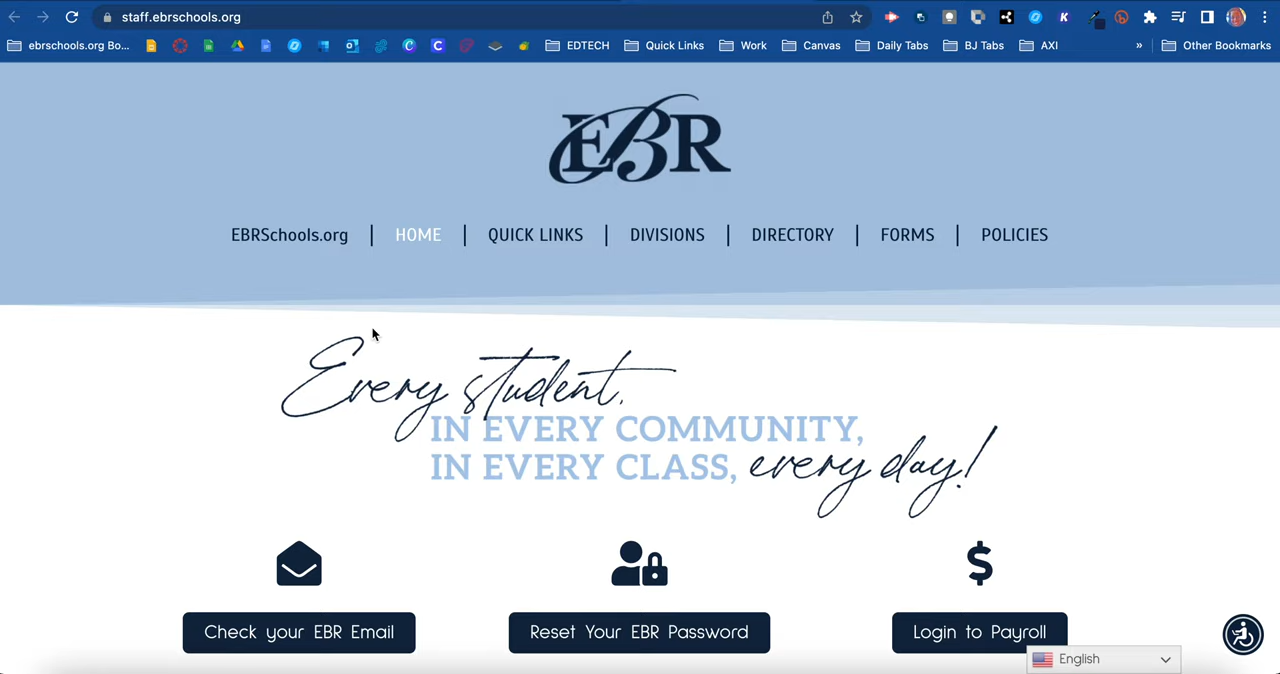 staff.ebrschools.org
ebrschools.org Bo... EDTECH Quick Links Work Canvas Daily Tabs BJ Tabs AXI » Other Bookmarks
EBR
EBRSchools.org | HOME | QUICK LINKS | DIVISIONS | DIRECTORY | FORMS | POLICIES
Every student,
IN EVERY COMMUNITY,
IN EVERY CLASS, every day!
Check your EBR Email Reset Your EBR Password Login to Payroll
English